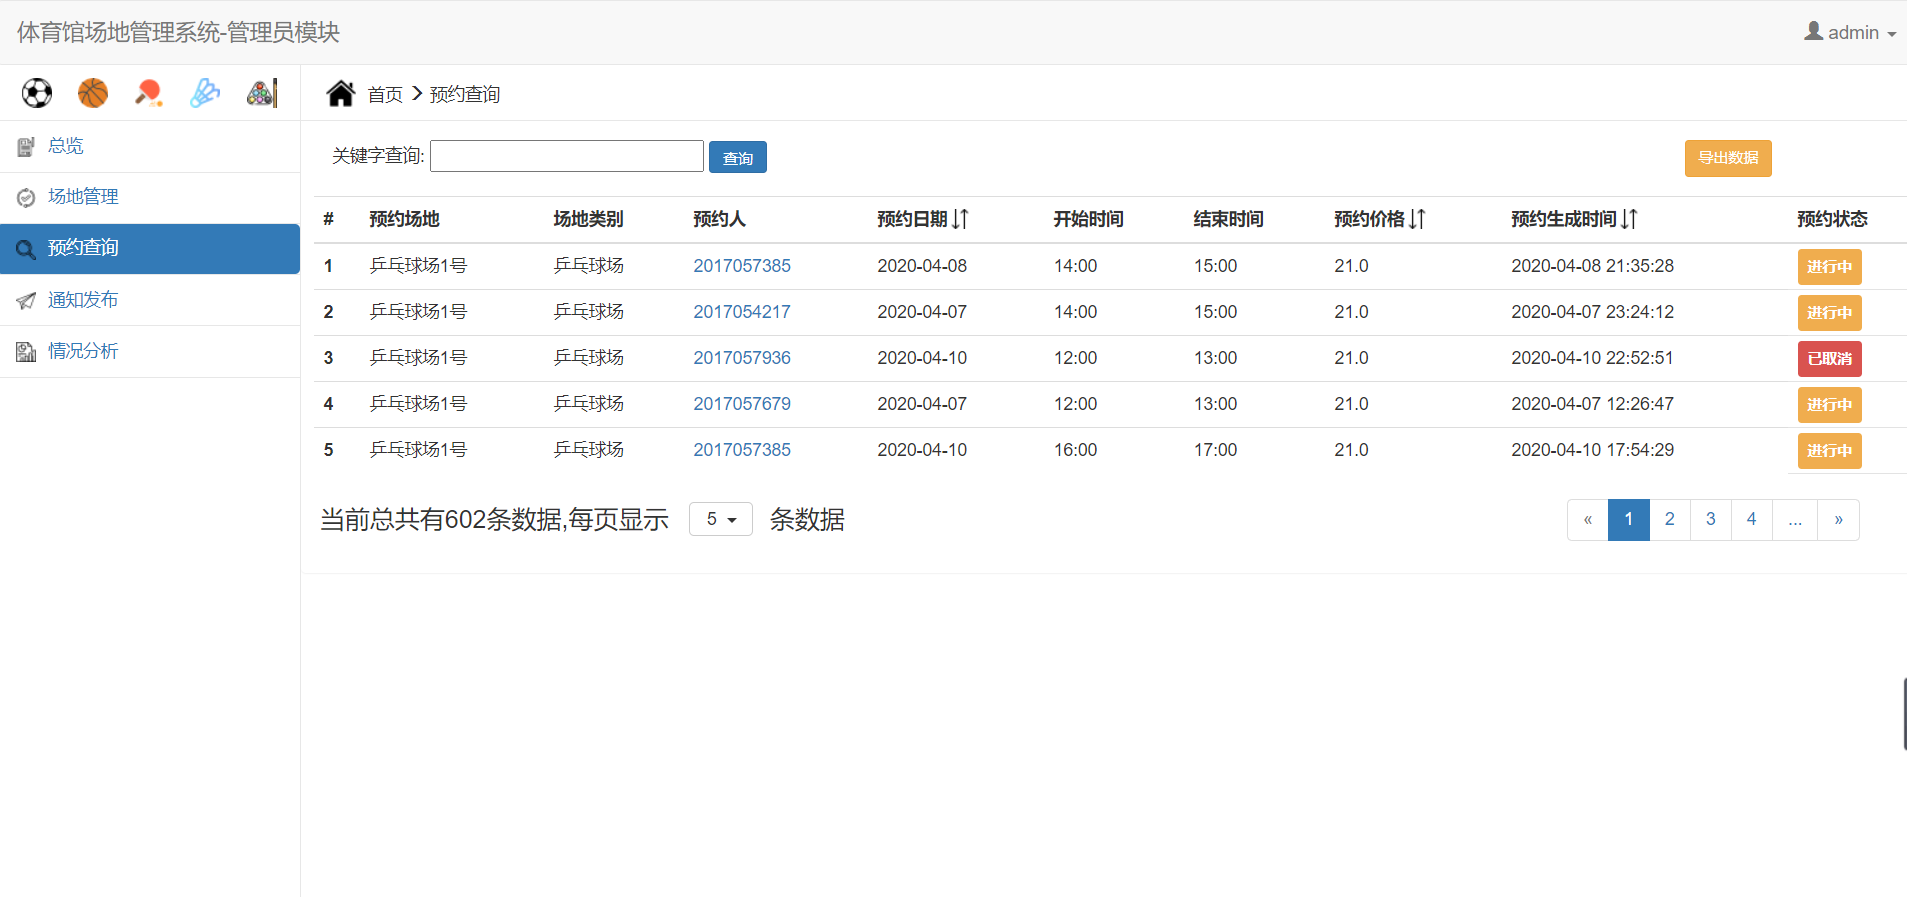 体育馆场地管理系统-管理员模块
admin
首页 > 预约查询
总览
场地管理
预约查询
通知发布
情况分析
关键字查询: 查询 导出数据
# 预约场地 场地类别 预约人 预约日期 开始时间 结束时间 预约价格 预约生成时间 预约状态
1 乒乓球场1号 乒乓球场 2017057385 2020-04-08 14:00 15:00 21.0 2020-04-08 21:35:28 进行中
2 乒乓球场1号 乒乓球场 2017054217 2020-04-07 14:00 15:00 21.0 2020-04-07 23:24:12 进行中
3 乒乓球场1号 乒乓球场 2017057936 2020-04-10 12:00 13:00 21.0 2020-04-10 22:52:51 已取消
4 乒乓球场1号 乒乓球场 2017057679 2020-04-07 12:00 13:00 21.0 2020-04-07 12:26:47 进行中
5 乒乓球场1号 乒乓球场 2017057385 2020-04-10 16:00 17:00 21.0 2020-04-10 17:54:29 进行中
当前总共有602条数据,每页显示 5 条数据
« 1 2 3 4 ... »